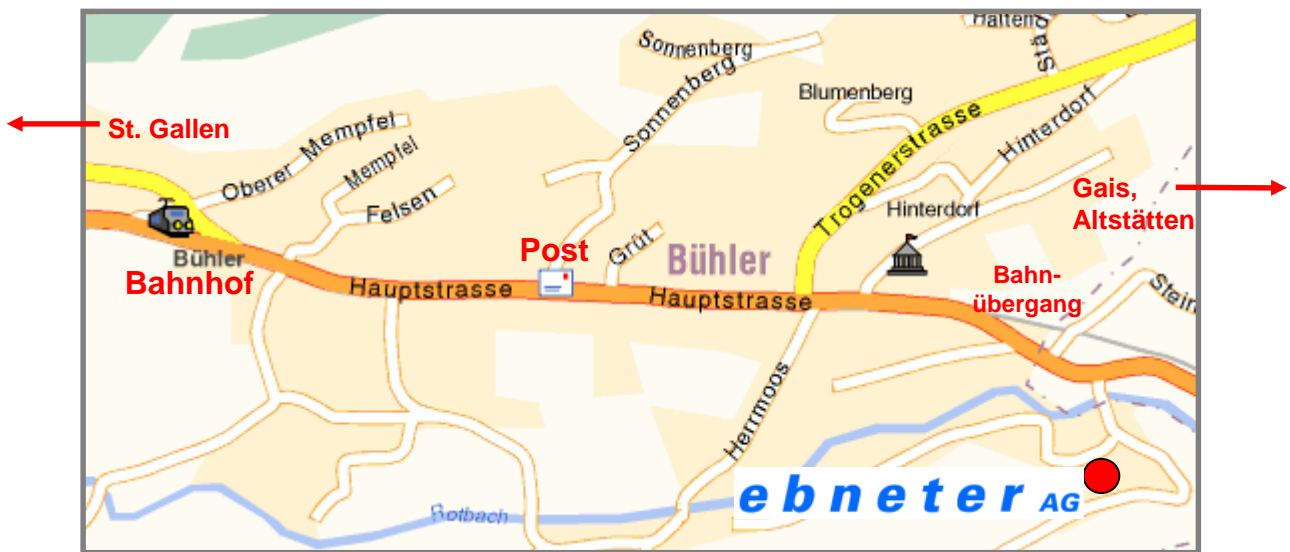 Halten
Städ
Sonnenberg
Sonnenberg
Blumenberg
Trogenerstrasse
Hinterdorf
St. Gallen
Oberer Mempfel
Mempfel
Felsen
Hinterdorf
Gais,
Altstätten
Bühler
Bahnhof
Post
Grüt
Bühler
Bahn-
übergang
Stein
Hauptstrasse
Hauptstrasse
Herrmoos
Rotbach
ebneter AG